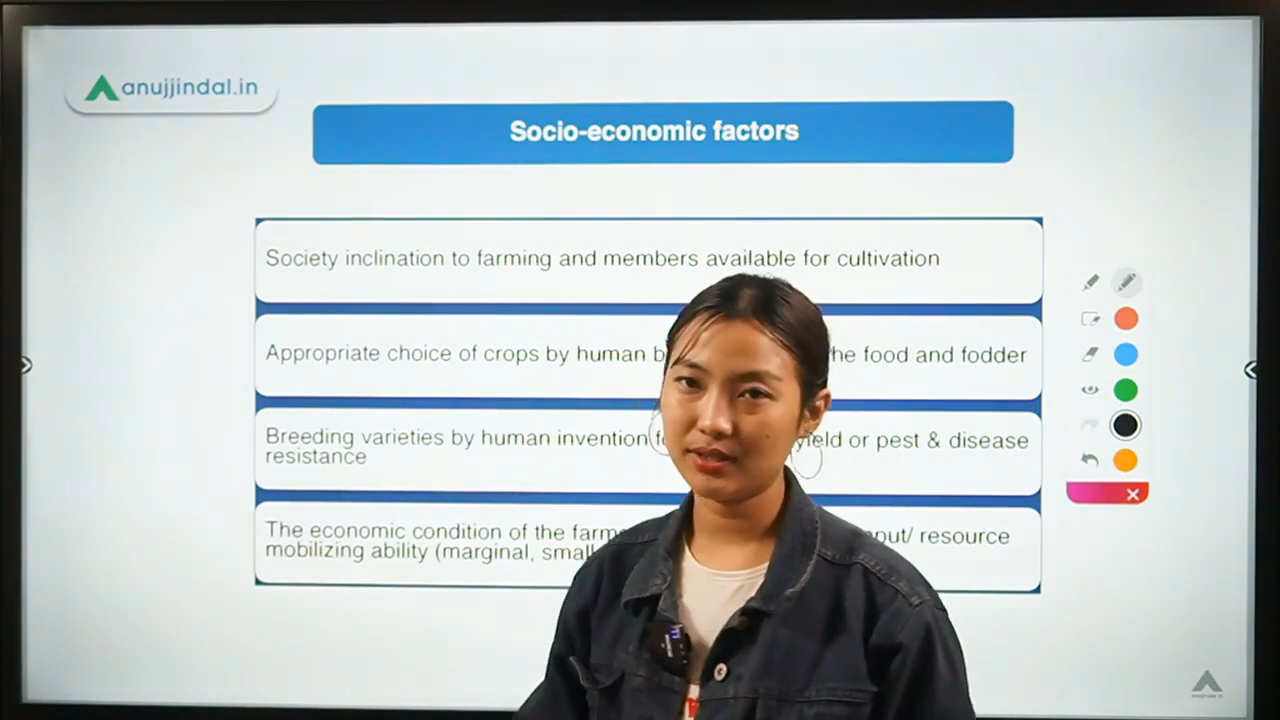 anujjindal.in
Socio-economic factors
Society inclination to farming and members available for cultivation
Appropriate choice of crops by human the food and fodder
Breeding varieties by human invention yield or pest & disease
resistance
The economic condition of the input/ resource
mobilizing ability (marginal, small